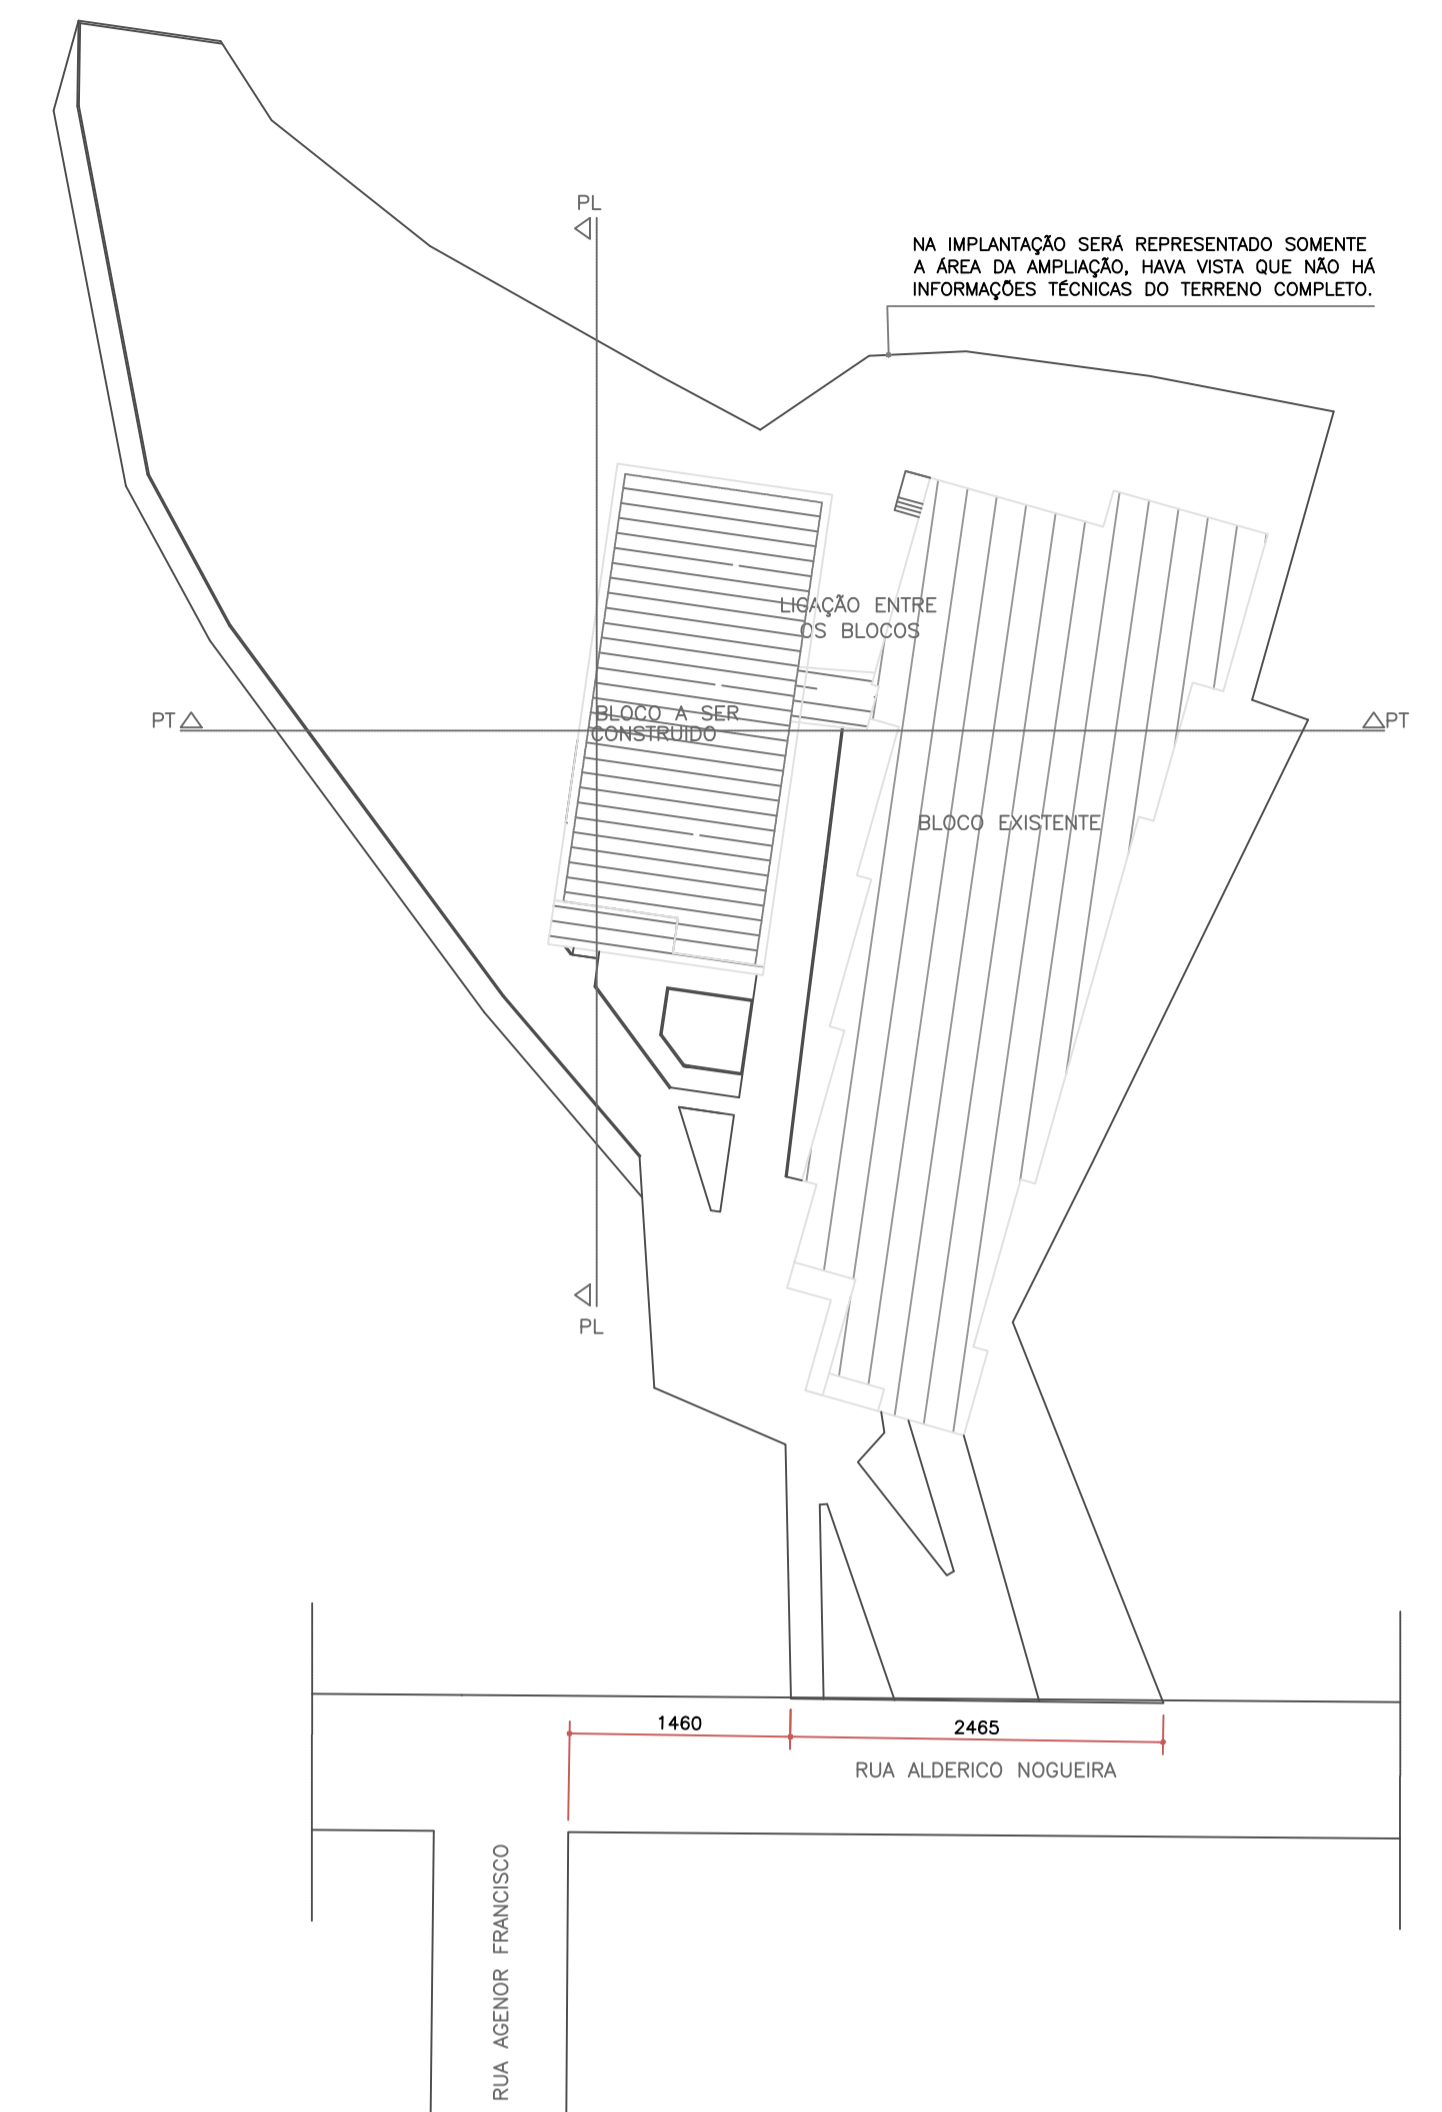 PL
NA IMPLANTAÇÃO SERÁ REPRESENTADO SOMENTE
A ÁREA DA AMPLIAÇÃO, HAVA VISTA QUE NÃO HÁ
INFORMAÇÕES TÉCNICAS DO TERRENO COMPLETO.
LIGAÇÃO ENTRE
OS BLOCOS
PT
BLOCO A SER
CONSTRUIDO
PT
BLOCO EXISTENTE
PL
1460
2465
RUA ALDERICO NOGUEIRA
RUA AGENOR FRANCISCO